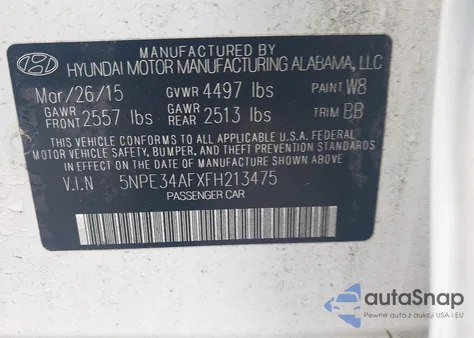 MANUFACTURED BY
HYUNDAI MOTOR MANUFACTURING ALABAMA, LLC
Mar/26/15 GVWR 4497 lbs PAINT W8
GAWR FRONT 2557 lbs GAWR REAR 2513 lbs TRIM BB
THIS VEHICLE CONFORMS TO ALL APPLICABLE U.S.A. FEDERAL
MOTOR VEHICLE SAFETY, BUMPER, AND THEFT PREVENTION STANDARDS
IN EFFECT ON THE DATE OF MANUFACTURE SHOWN ABOVE.
V.I.N 5NPE34AFXFH213475
PASSENGER CAR
autoSnap
Pewne auta z aukcji USA i EU